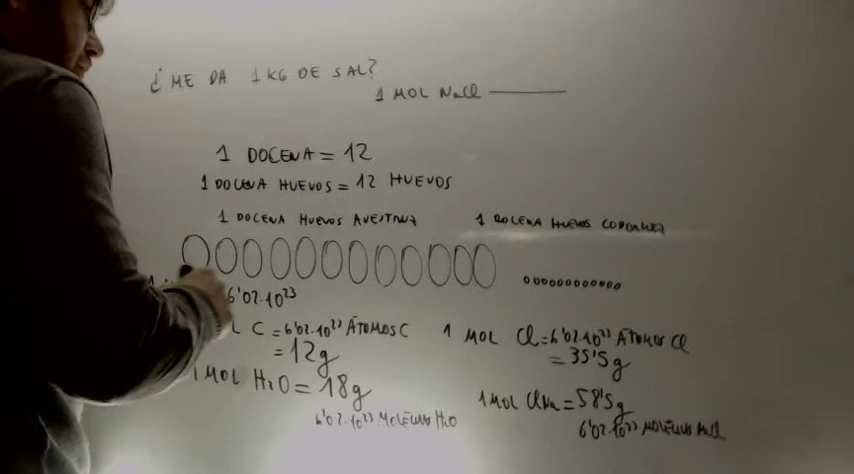 ¿ME DA 1 KG DE SAL?
1 MOL NaCl
1 DOCENA = 12
1 DOCENA HUEVOS = 12 HUEVOS
1 DOCENA HUEVOS AVESTRUZ
1 DOCENA HUEVOS CODORNIZ
6'02·10²³
C = 6'02·10²³ ÁTOMOS C
= 12g
1 MOL Cl = 6'02·10²³ ÁTOMOS Cl
= 35'5g
1 MOL H₂O = 18g
6'02·10²³ MOLÉCULAS H₂O
1 MOL ClNa = 58'5g
6'02·10²³ MOLÉCULAS NaCl